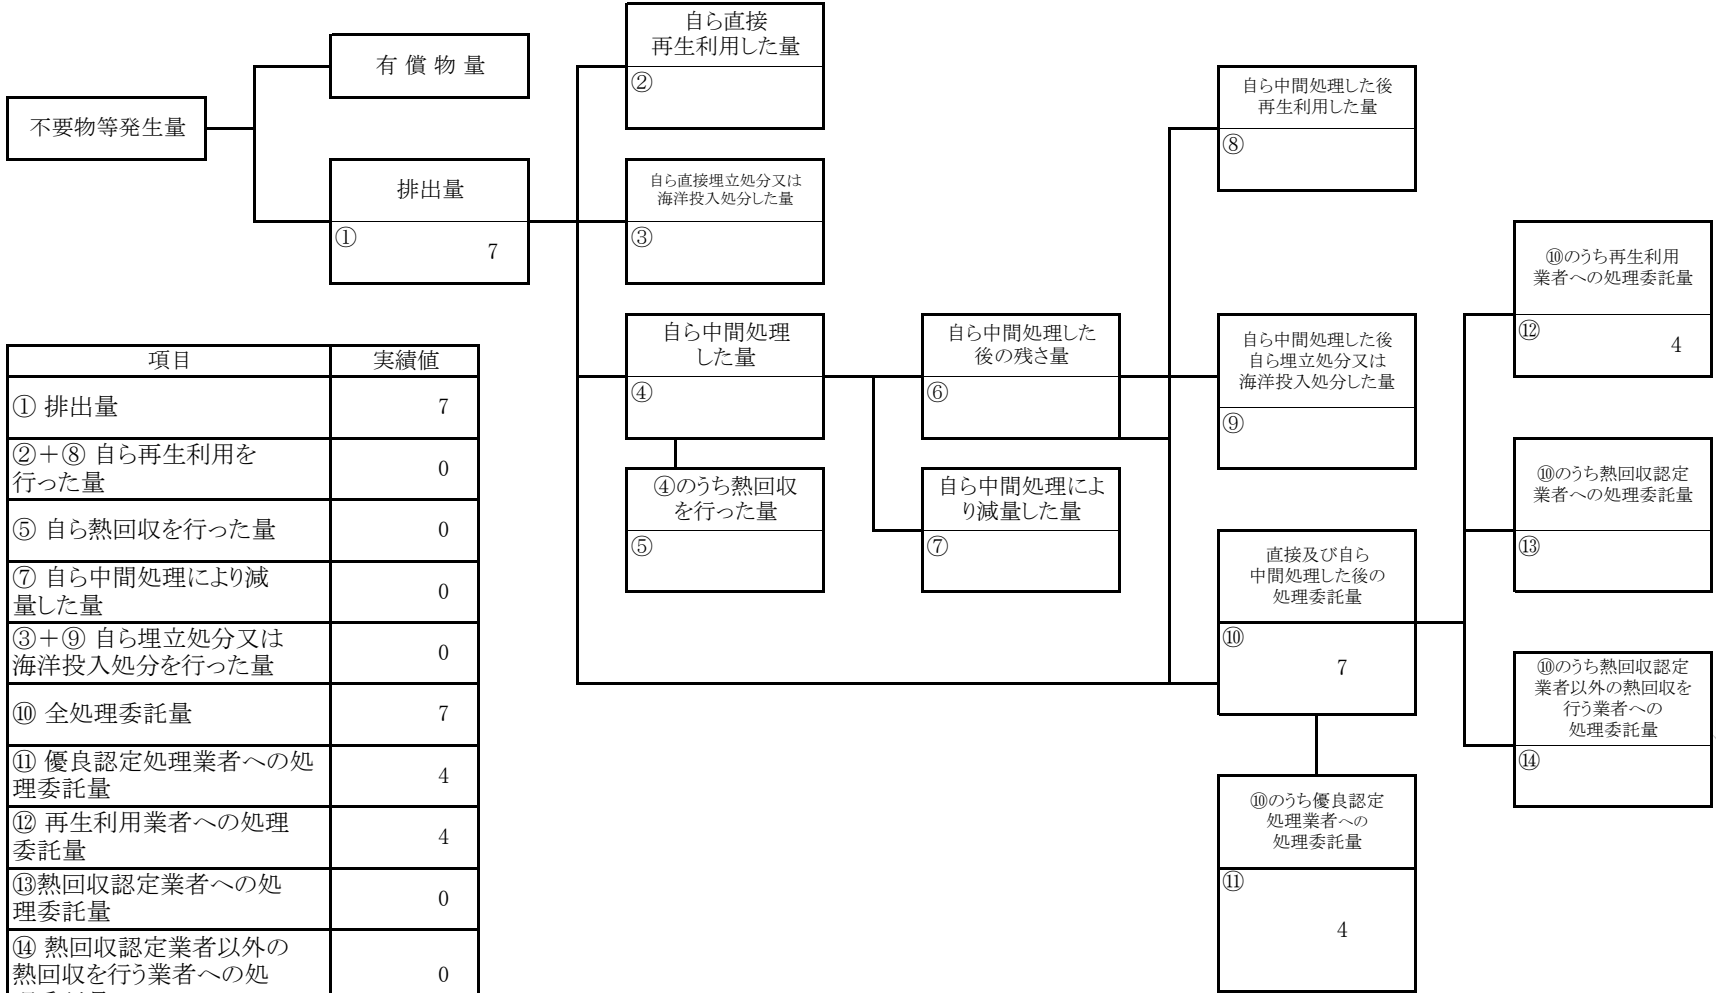 不要物等発生量
有 償 物 量
排出量
①
7
自ら直接
再生利用した量
②
自ら直接埋立処分又は
海洋投入処分した量
③
自ら中間処理
した量
④
④のうち熱回収
を行った量
⑤
自ら中間処理した
後の残さ量
⑥
自ら中間処理によ
り減量した量
⑦
自ら中間処理した後
再生利用した量
⑧
自ら中間処理した後
自ら埋立処分又は
海洋投入処分した量
⑨
直接及び自ら
中間処理した後の
処理委託量
⑩
7
⑩のうち優良認定
処理業者への
処理委託量
⑪
4
⑩のうち再生利用
業者への処理委託量
⑫
4
⑩のうち熱回収認定
業者への処理委託量
⑬
⑩のうち熱回収認定
業者以外の熱回収を
行う業者への
処理委託量
⑭
項目 実績値
① 排出量 7
②＋⑧ 自ら再生利用を
行った量 0
⑤ 自ら熱回収を行った量 0
⑦ 自ら中間処理により減
量した量 0
③＋⑨ 自ら埋立処分又は
海洋投入処分を行った量 0
⑩ 全処理委託量 7
⑪ 優良認定処理業者への処
理委託量 4
⑫ 再生利用業者への処理
委託量 4
⑬熱回収認定業者への処
理委託量 0
⑭ 熱回収認定業者以外の
熱回収を行う業者への処 0